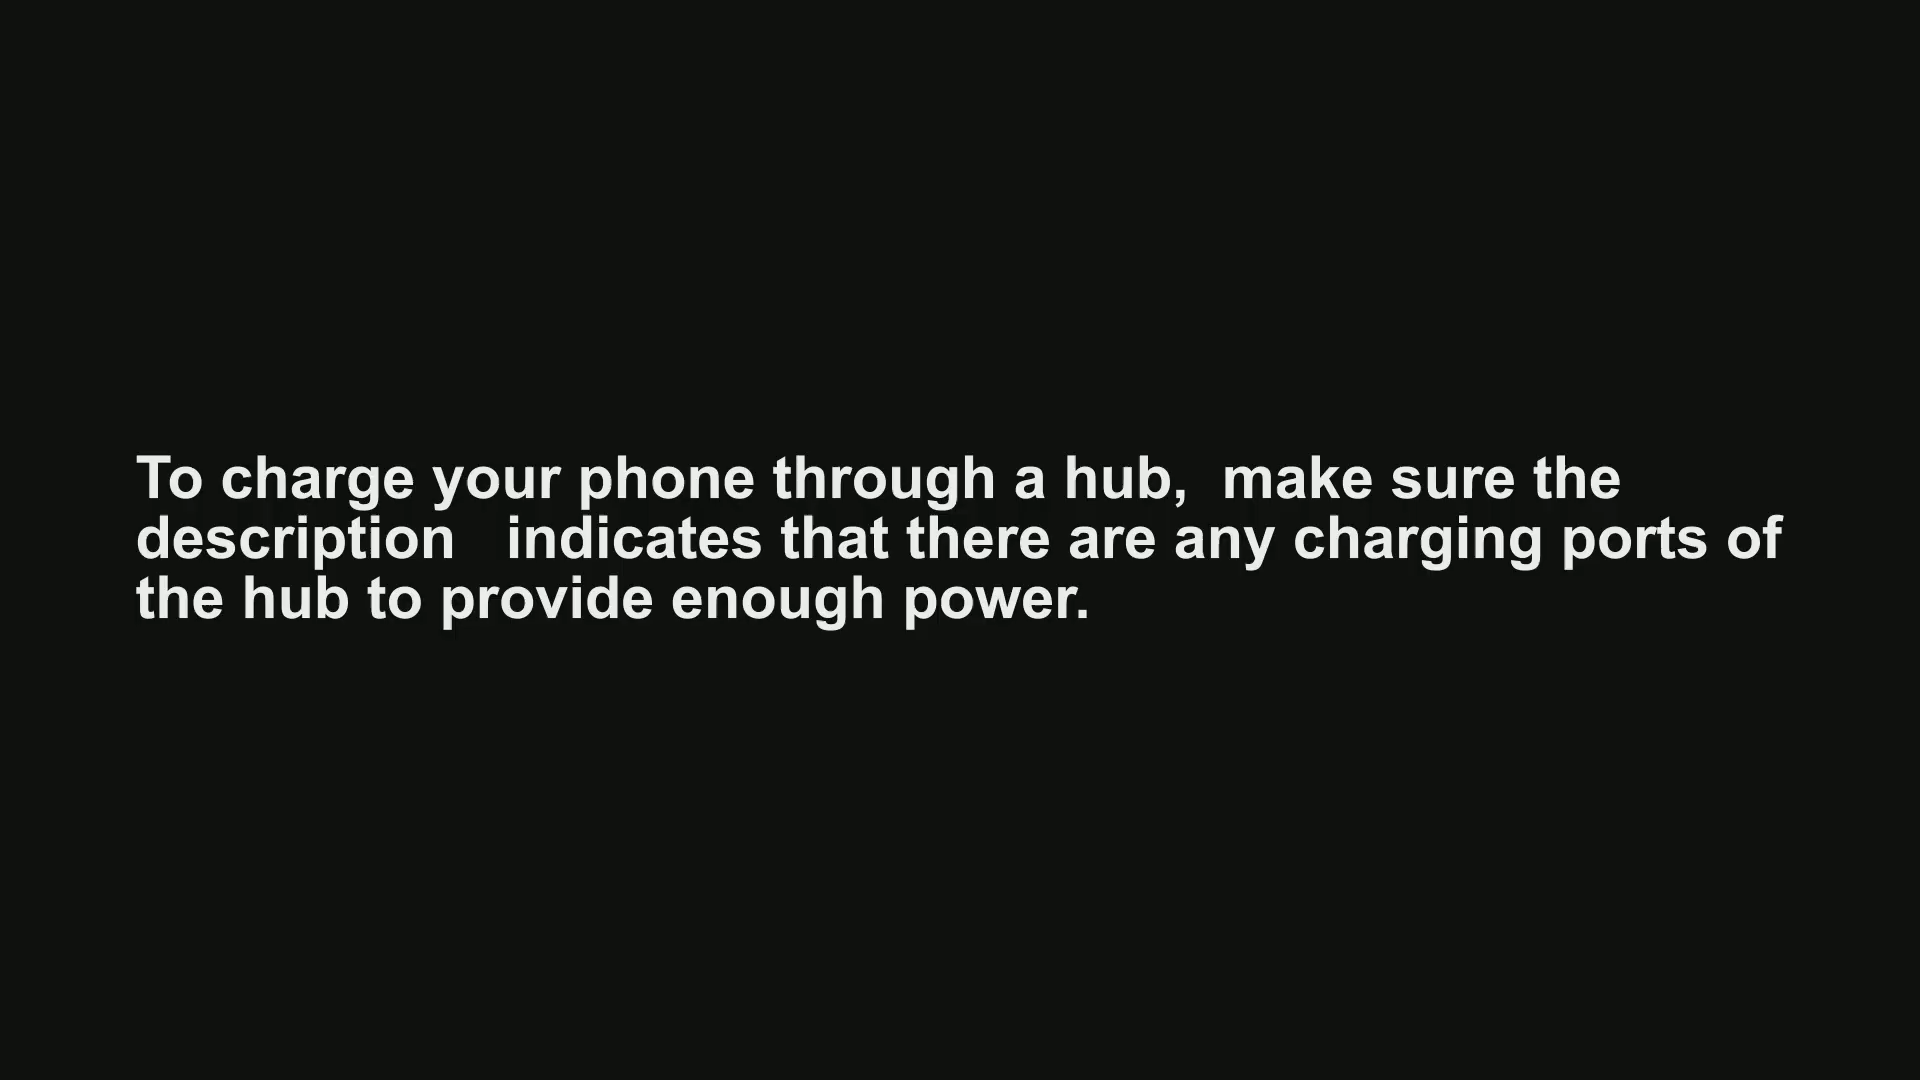 To charge your phone through a hub,  make sure the
description   indicates that there are any charging ports of
the hub to provide enough power.